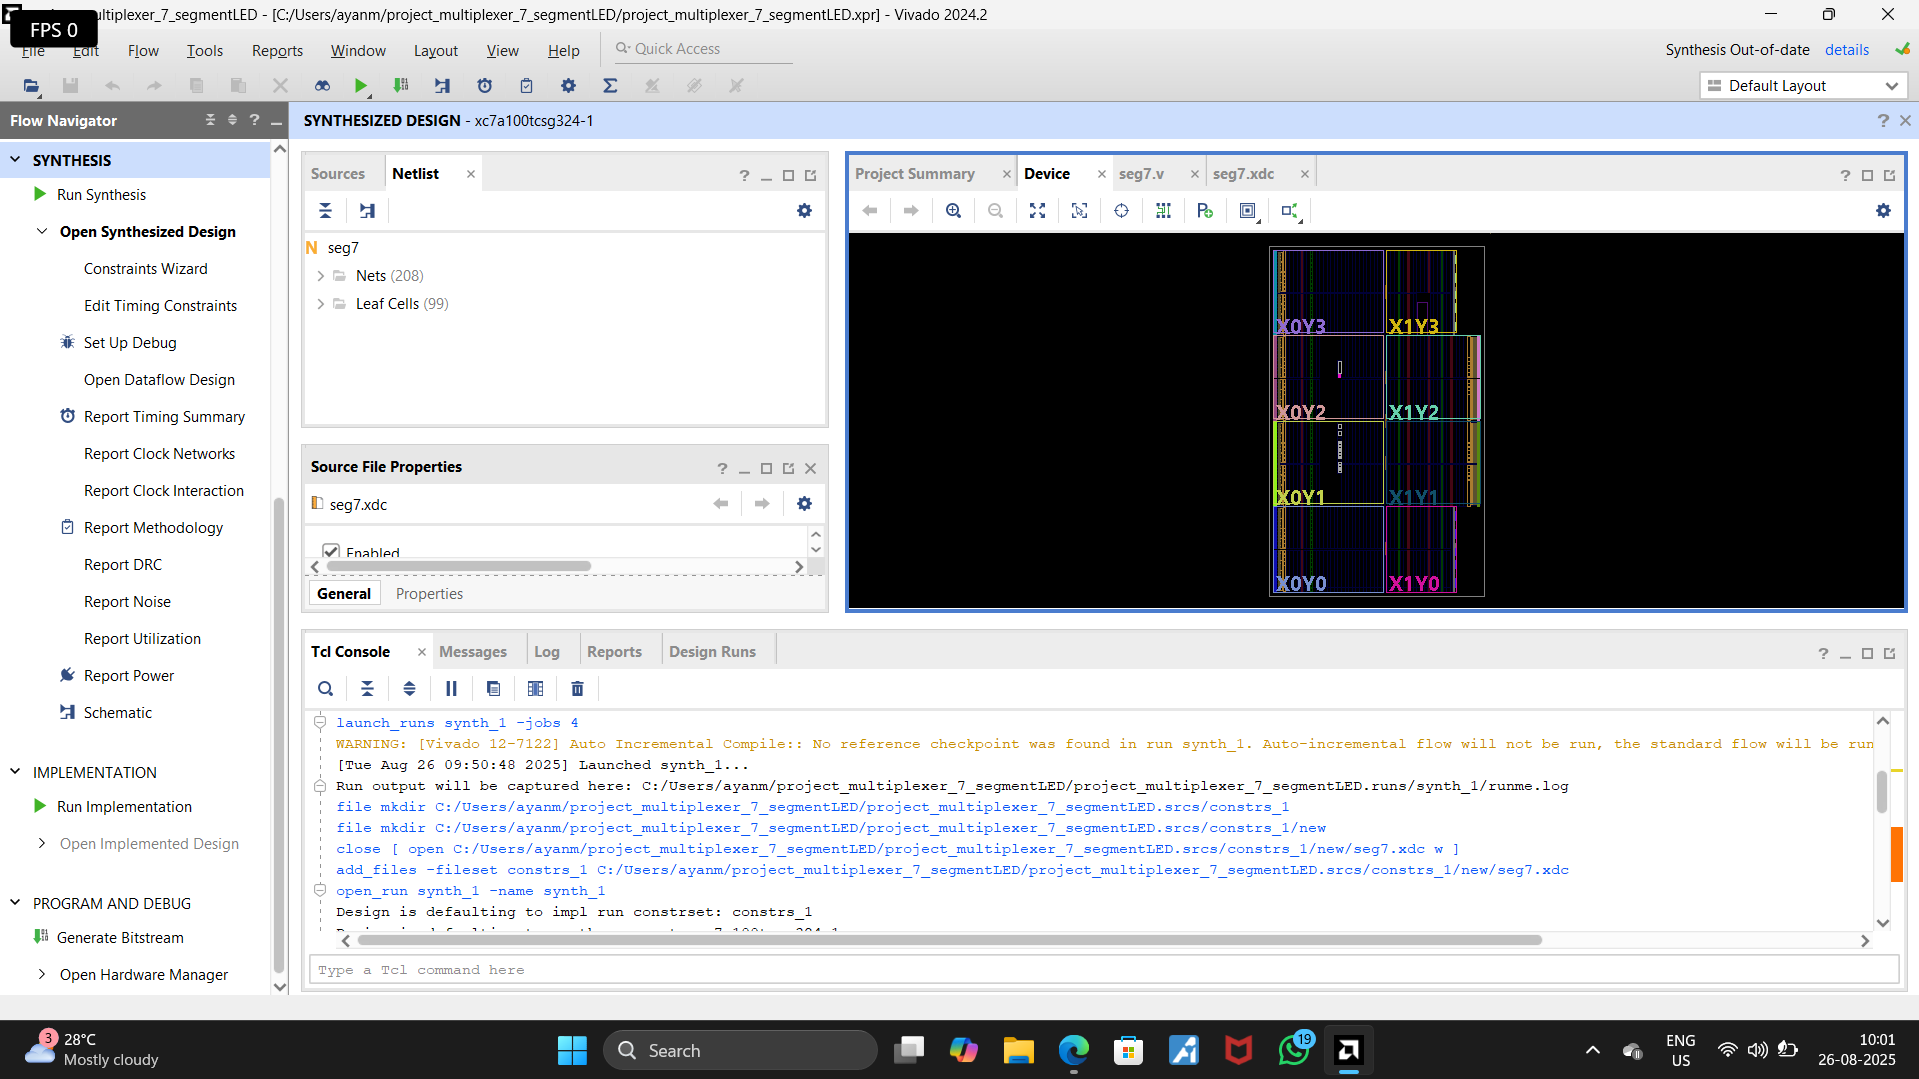 multiplexer_7_segmentLED - [C:/Users/ayanm/project_multiplexer_7_segmentLED/project_multiplexer_7_segmentLED.xpr] - Vivado 2024.2
FPS 0
File Edit Flow Tools Reports Window Layout View Help Quick Access
Synthesis Out-of-date details
Default Layout
Flow Navigator
SYNTHESIS
Run Synthesis
Open Synthesized Design
Constraints Wizard
Edit Timing Constraints
Set Up Debug
Open Dataflow Design
Report Timing Summary
Report Clock Networks
Report Clock Interaction
Report Methodology
Report DRC
Report Noise
Report Utilization
Report Power
Schematic
IMPLEMENTATION
Run Implementation
Open Implemented Design
PROGRAM AND DEBUG
Generate Bitstream
Open Hardware Manager
SYNTHESIZED DESIGN - xc7a100tcsg324-1
Sources Netlist
N seg7
Nets (208)
Leaf Cells (99)
Source File Properties
seg7.xdc
Enabled
General Properties
Project Summary Device seg7.v seg7.xdc
X0Y3 X1Y3
X0Y2 X1Y2
X0Y1 X1Y1
X0Y0 X1Y0
Tcl Console Messages Log Reports Design Runs
launch_runs synth_1 -jobs 4
WARNING: [Vivado 12-7122] Auto Incremental Compile:: No reference checkpoint was found in run synth_1. Auto-incremental flow will not be run, the standard flow will be run
[Tue Aug 26 09:50:48 2025] Launched synth_1...
Run output will be captured here: C:/Users/ayanm/project_multiplexer_7_segmentLED/project_multiplexer_7_segmentLED.runs/synth_1/runme.log
file mkdir C:/Users/ayanm/project_multiplexer_7_segmentLED/project_multiplexer_7_segmentLED.srcs/constrs_1
file mkdir C:/Users/ayanm/project_multiplexer_7_segmentLED/project_multiplexer_7_segmentLED.srcs/constrs_1/new
close [ open C:/Users/ayanm/project_multiplexer_7_segmentLED/project_multiplexer_7_segmentLED.srcs/constrs_1/new/seg7.xdc w ]
add_files -fileset constrs_1 C:/Users/ayanm/project_multiplexer_7_segmentLED/project_multiplexer_7_segmentLED.srcs/constrs_1/new/seg7.xdc
open_run synth_1 -name synth_1
Design is defaulting to impl run constrset: constrs_1
Type a Tcl command here
3
28°C
Mostly cloudy
Search
19
ENG
US
10:01
26-08-2025